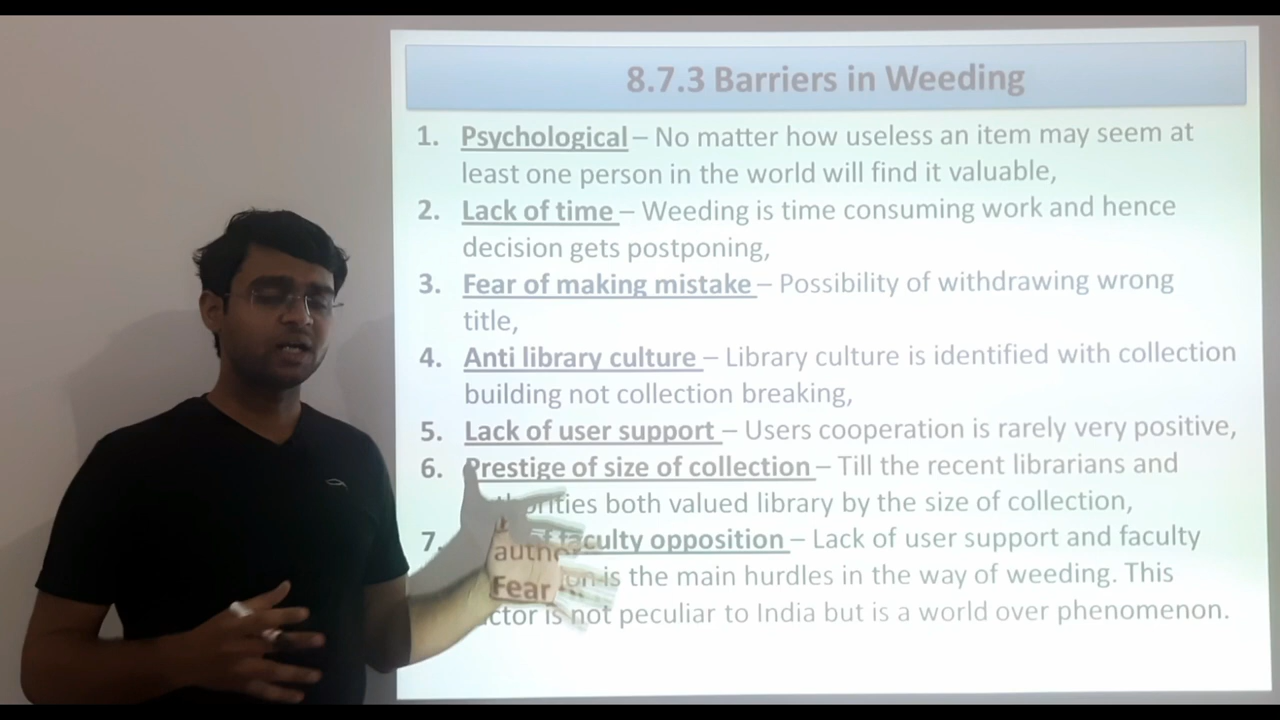 8.7.3 Barriers in Weeding
1. Psychological – No matter how useless an item may seem at
least one person in the world will find it valuable,
2. Lack of time – Weeding is time consuming work and hence
decision gets postponing,
3. Fear of making mistake – Possibility of withdrawing wrong
title,
4. Anti library culture – Library culture is identified with collection
building not collection breaking,
5. Lack of user support – Users cooperation is rarely very positive,
6. Prestige of size of collection – Till the recent librarians and
authorities both valued library by the size of collection,
7. Fear of faculty opposition – Lack of user support and faculty
is the main hurdles in the way of weeding. This
factor is not peculiar to India but is a world over phenomenon.